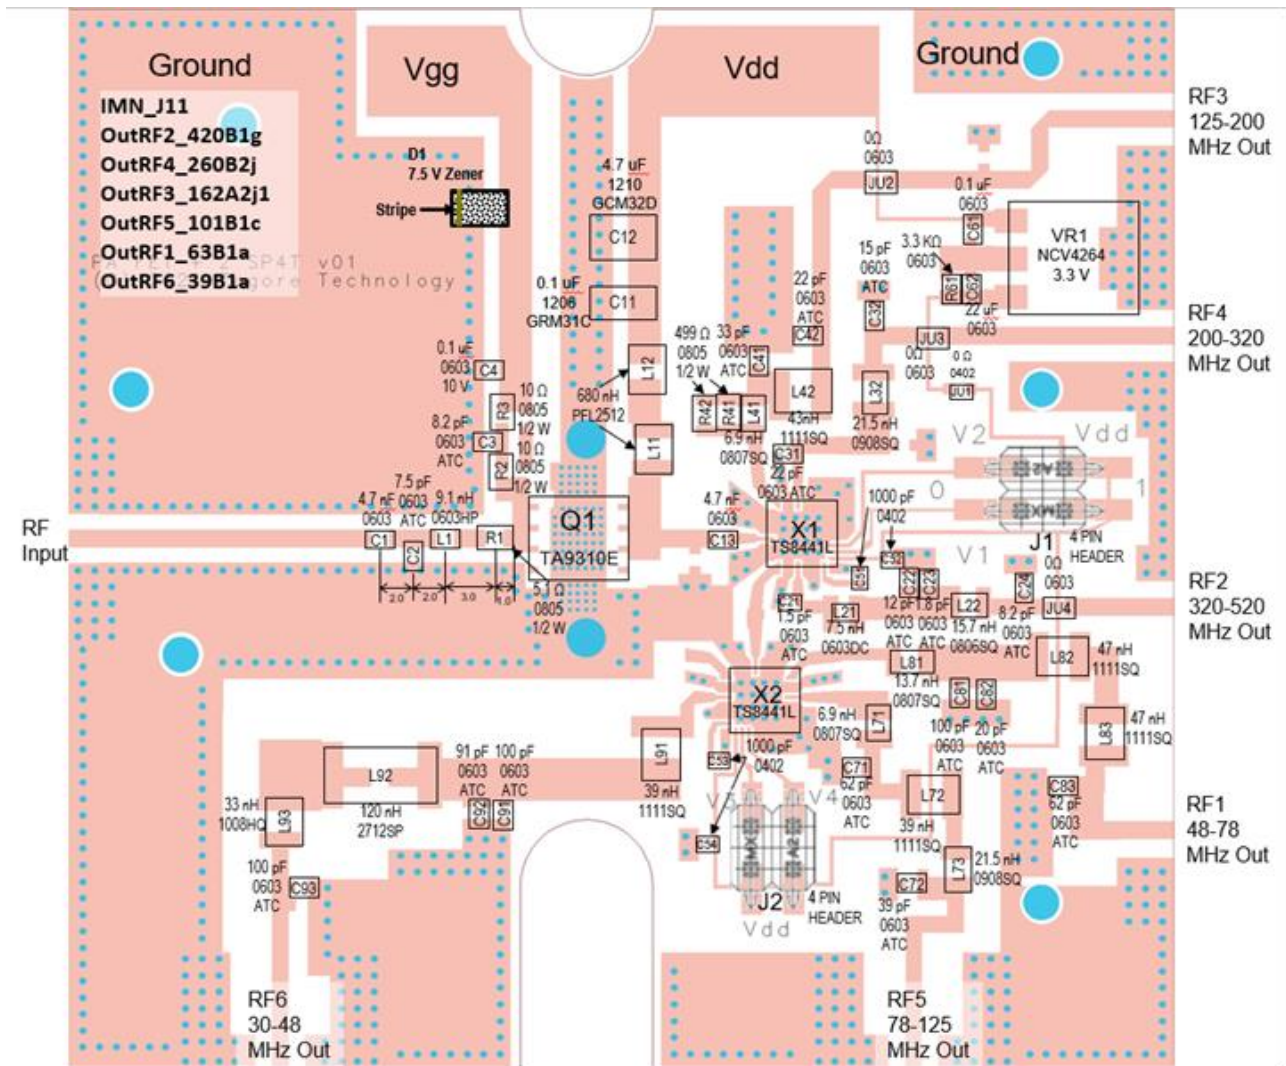 Ground
Vgg
Vdd
Ground
IMN_J11
OutRF2_420B1g
OutRF4_260B2j
OutRF3_162A2j1
OutRF5_101B1c
OutRF1_63B1a
OutRF6_39B1a
SP4T v01
gore Technology
D1
7.5 V Zener
Stripe
4.7 uF
1210
GCM32D
C12
0.1 uF
1206
GRM31C
C11
0Ω
0603
JU2
0.1 uF
0603
C61
RF3
125-200
MHz Out
VR1
NCV4264
3.3 V
3.3 KΩ
0603
R61
C62
22 uF
0603
15 pF
0603
ATC
C32
22 pF
0603
ATC
C42
RF4
200-320
MHz Out
JU3
0Ω
0603
0 Ω
0402
JU1
499 Ω
0805
1/2 W
33 pF
0603
ATC
C41
R42
R41
L41
L42
43nH
1111SQ
L32
21.5 nH
0908SQ
6.9 nH
0807SQ
C31
22 pF
0603 ATC
L12
680 nH
PFL2512
L11
0.1 uF
0603
10 V
C4
10 Ω
0805
1/2 W
R3
8.2 pF
0603
ATC
C3
10 Ω
0805
1/2 W
R2
V2
Vdd
A2
MX
0
1
J1
4 PIN
HEADER
V1
RF
Input
4.7 nF
0603
C1
7.5 pF
0603
ATC
C2
9.1nH
0603HP
L1
R1
2.0
2.0
3.0
1.0
5.1 Ω
0805
1/2 W
Q1
TA9310E
4.7 nF
0603
C13
X1
TS8441L
1000 pF
0402
C51
C52
C22
C23
12 pF
0603
ATC
1.8 pF
0603
ATC
C21
1.5 pF
0603
ATC
L21
7.5 nH
0603DC
L22
15.7 nH
0806SQ
C24
8.2 pF
0603
ATC
0Ω
0603
JU4
RF2
320-520
MHz Out
L81
13.7 nH
0807SQ
L82
47 nH
1111SQ
C81
C82
100 pF
0603
ATC
20 pF
0603
ATC
L83
47 nH
1111SQ
X2
TS8441L
6.9 nH
0807SQ
L71
1000 pF
0402
C53
C54
C71
62 pF
0603
ATC
L72
39 nH
1111SQ
C83
62 pF
0603
ATC
RF1
48-78
MHz Out
L91
39 nH
1111SQ
91 pF
0603
ATC
C92
100 pF
0603
ATC
C91
L92
120 nH
2712SP
33 nH
1008HQ
L93
100 pF
0603
ATC
C93
V3
V4
MX
A2
J2
4 PIN
HEADER
Vdd
C72
39 pF
0603
ATC
L73
21.5 nH
0908SQ
RF6
30-48
MHz Out
RF5
78-125
MHz Out